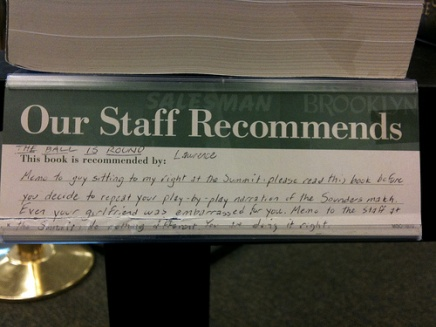 SALESMAN BROOKLYN
Our Staff Recommends
THE BALL IS ROUND
This book is recommended by: Lawrence
Memo to guy sitting to my right at the Summit: please read this book before
you decide to repeat your play-by-play narration of the Sounders match.
Even your girlfriend was embarrassed for you. Memo to the staff at
the Summit: do nothing different. You're doing it right.